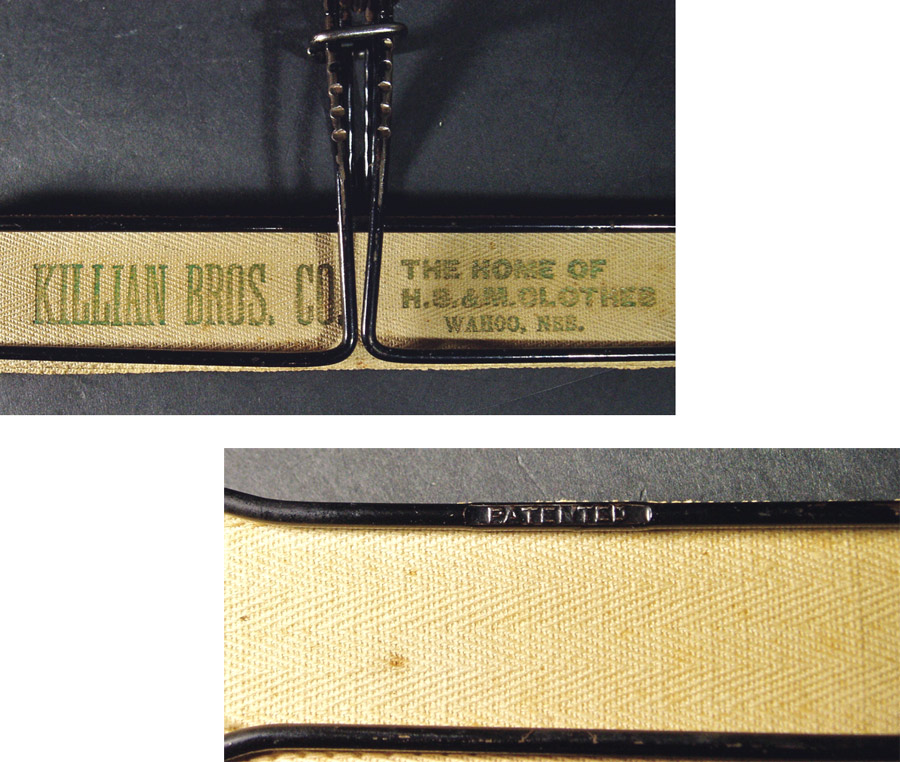 KILLIAN BROS. CO.
THE HOME OF
H.S.&M.CLOTHES
WAHOO, NEB.
PATENTED